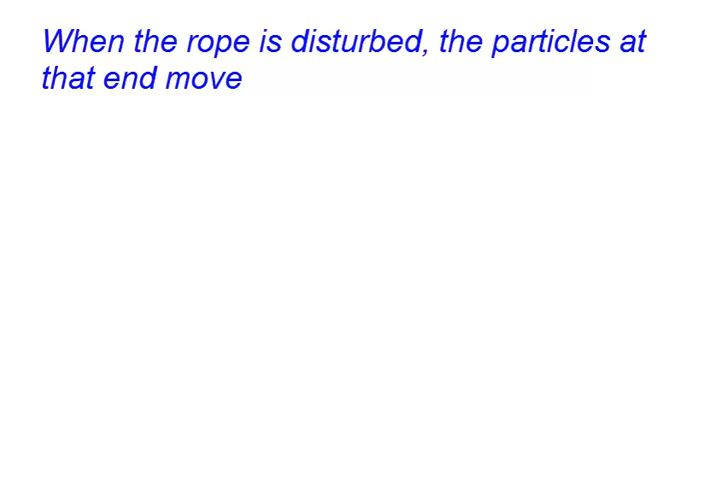 When the rope is disturbed, the particles at
that end move